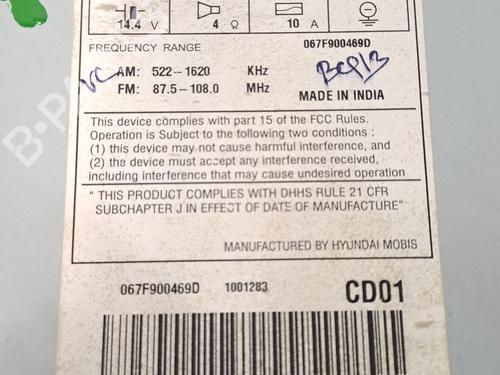 14.4 V 4 Ω 10 A
FREQUENCY RANGE 067F900469D
AM: 522-1620 KHz
FM: 87.5-108.0 MHz
MADE IN INDIA
This device complies with part 15 of the FCC Rules.
Operation is Subject to the following two conditions :
(1) this device may not cause harmful interference, and
(2) the device must accept any interference received,
including interference that may cause undesired operation
" THIS PRODUCT COMPLIES WITH DHHS RULE 21 CFR
SUBCHAPTER J IN EFFECT OF DATE OF MANUFACTURE"
MANUFACTURED BY HYUNDAI MOBIS
067F900469D 1001283 CD01